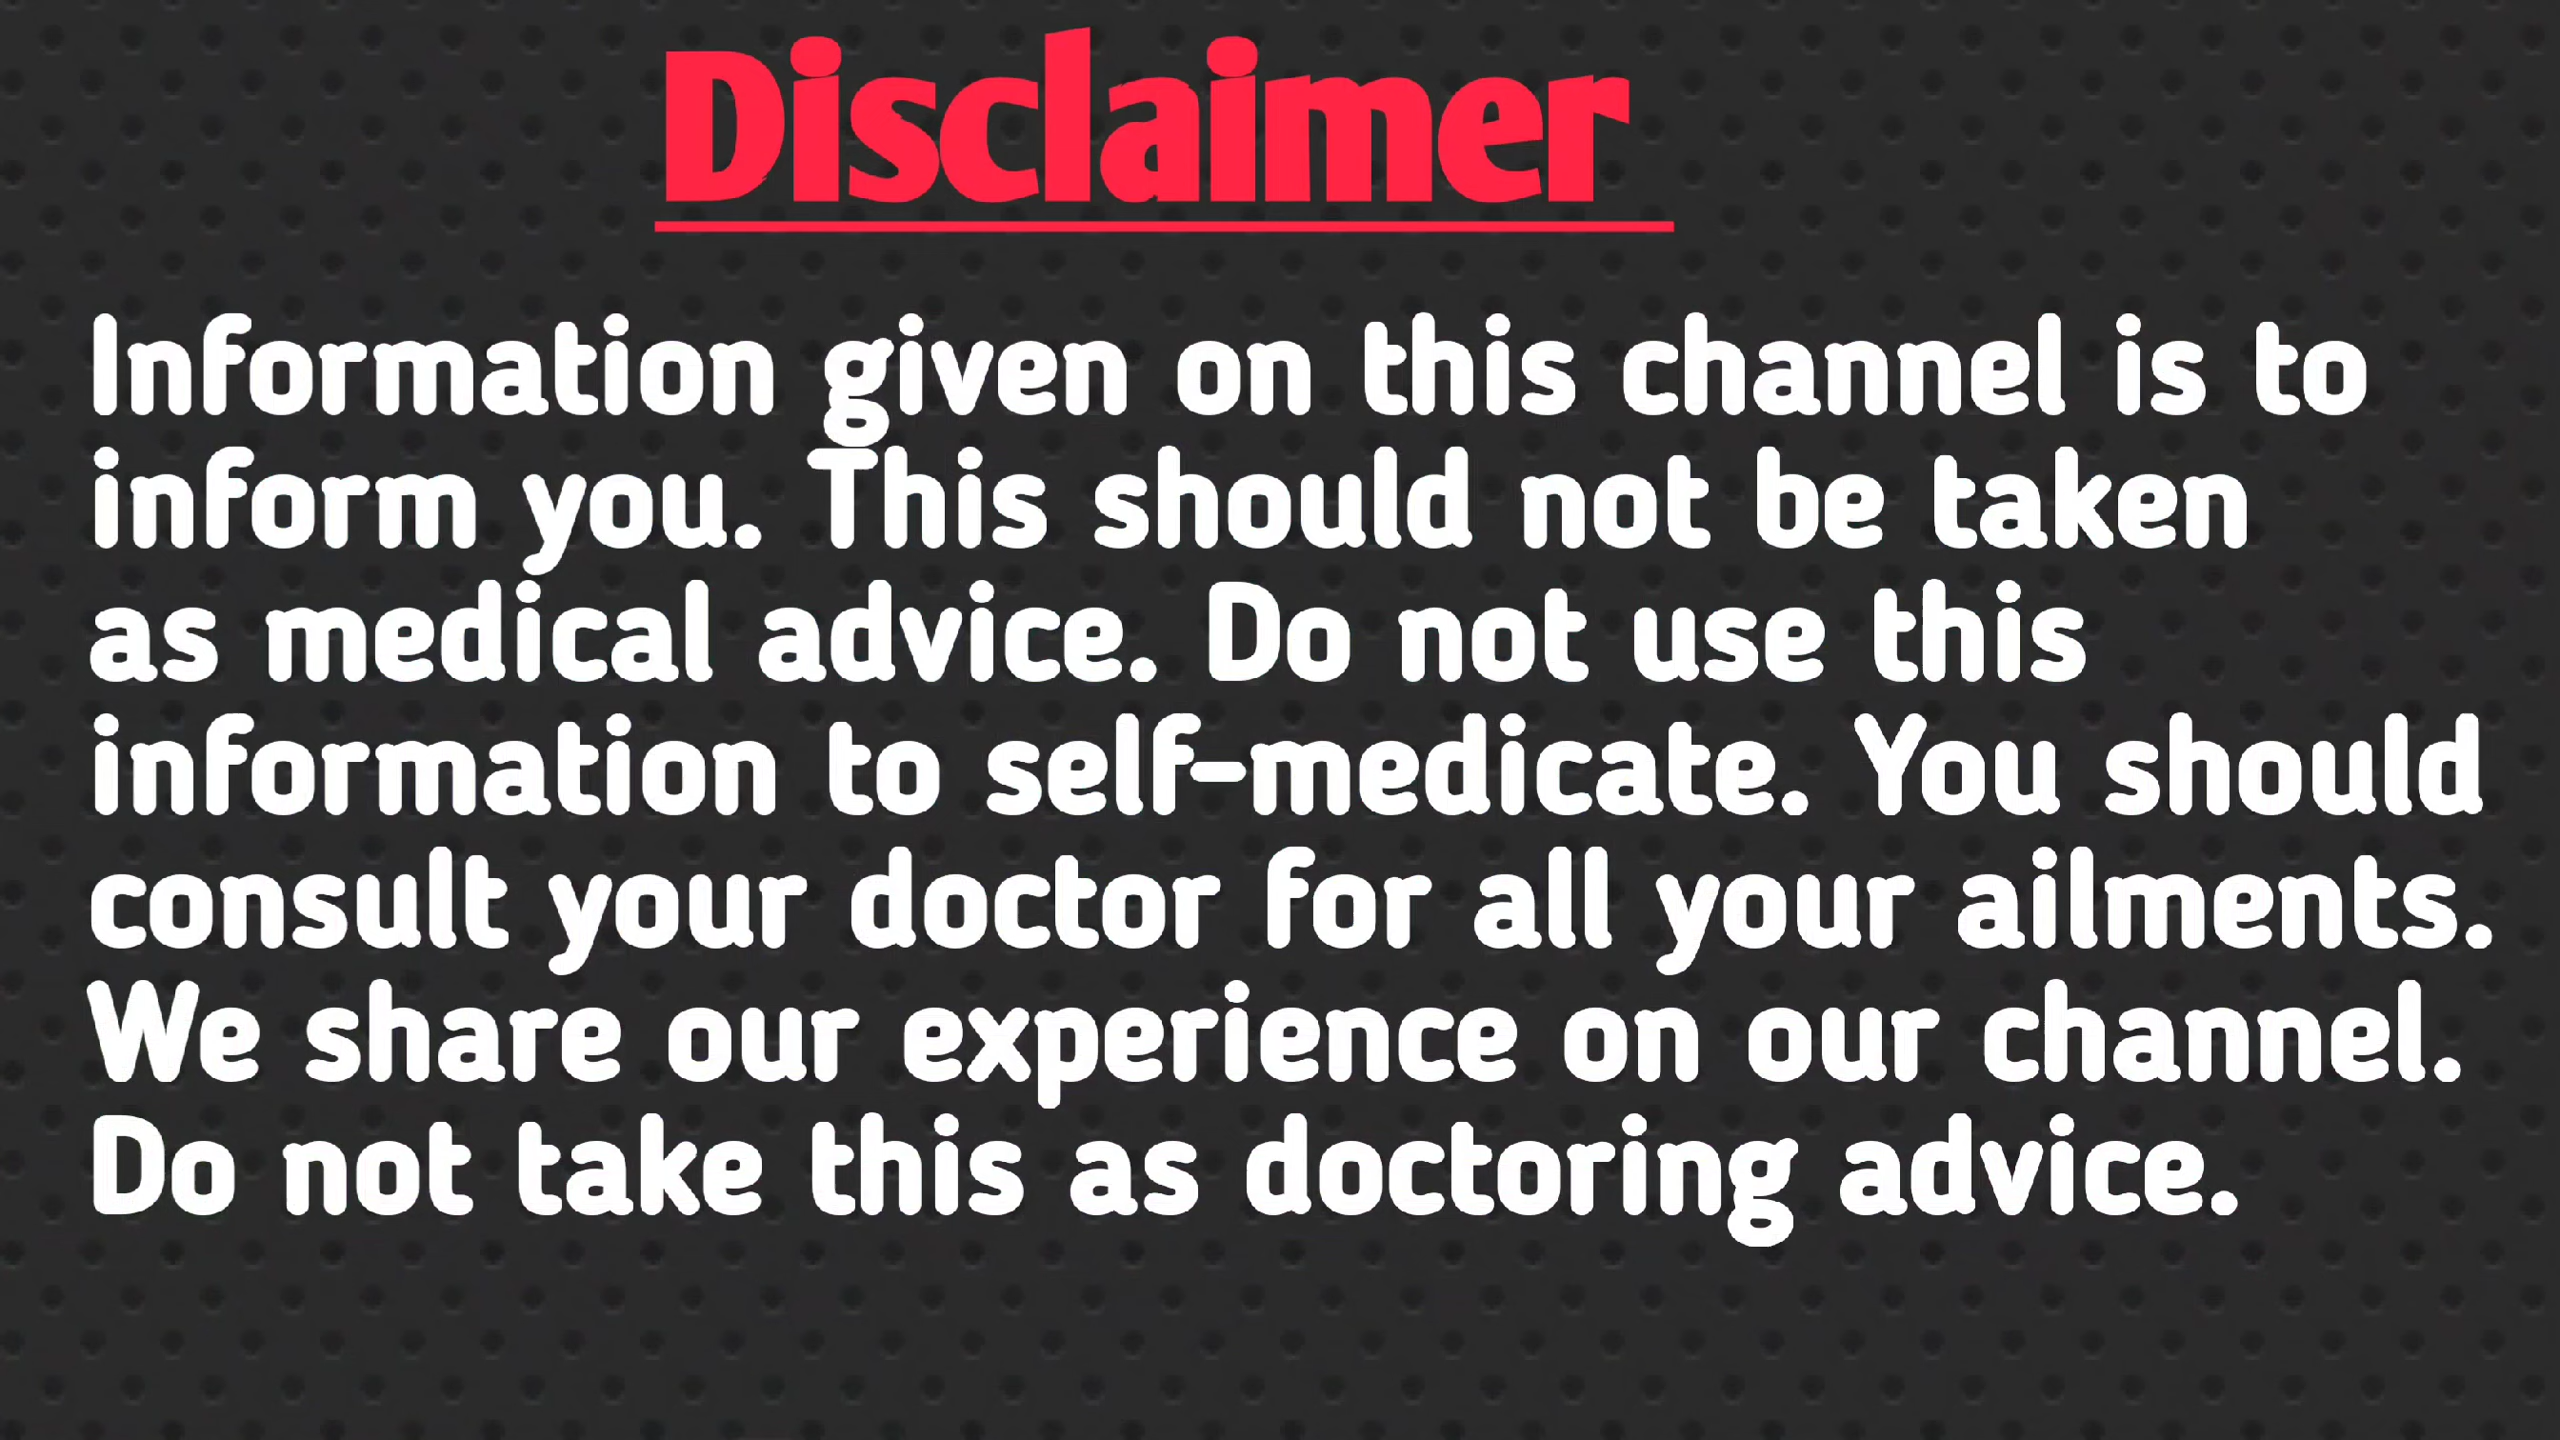 Disclaimer
Information given on this channel is to
inform you. This should not be taken
as medical advice. Do not use this
information to self-medicate. You should
consult your doctor for all your ailments.
We share our experience on our channel.
Do not take this as doctoring advice.